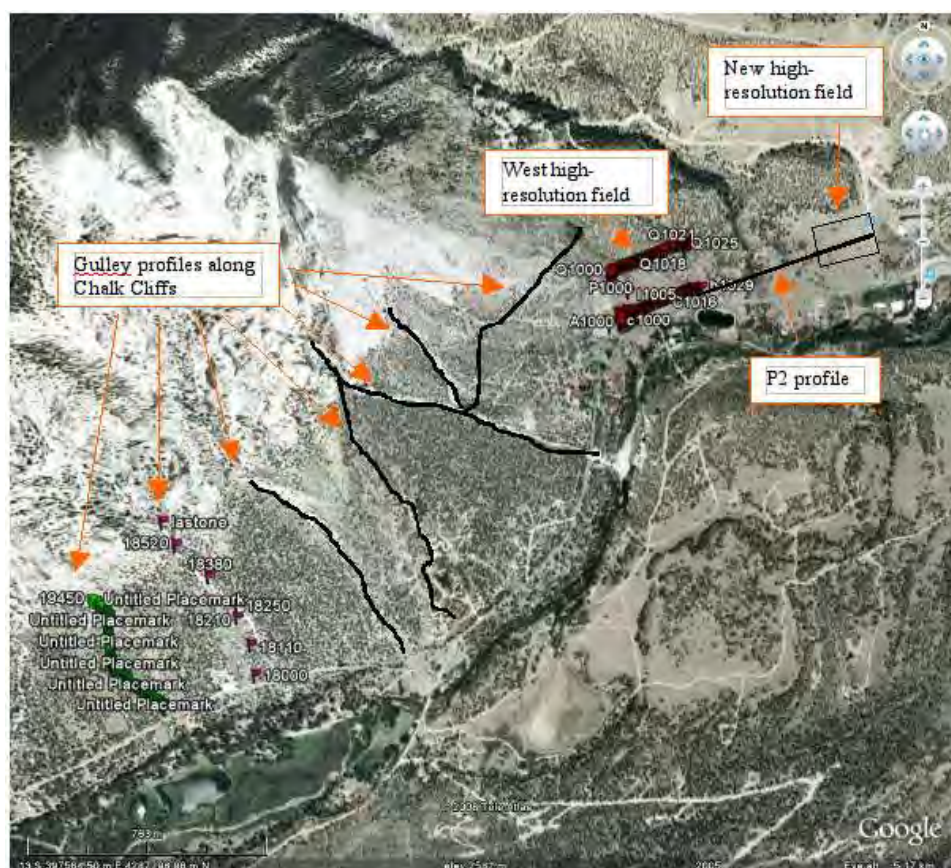 N
New high-
resolution field
West high-
resolution field
Gulley profiles along
Chalk Cliffs
Q1021
Q1025
Q1018
Q1000
P1000
I1005
C1016
A1000
c1000
P2 profile
lastone
18520
18380
19450
Untitled Placemark
18250
Untitled Placemark
18210
Untitled Placemark
18110
Untitled Placemark
18000
Untitled Placemark
Untitled Placemark
Google
2005